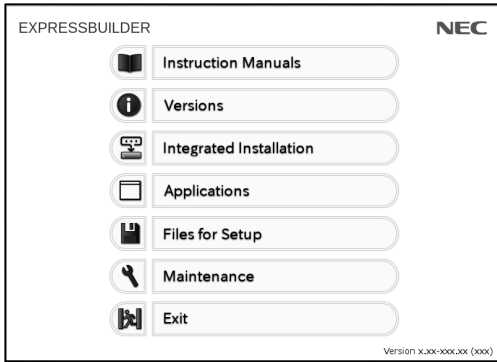 EXPRESSBUILDER
NEC
Instruction Manuals
Versions
Integrated Installation
Applications
Files for Setup
Maintenance
Exit
Version x.xx-xxx.xx (xxx)